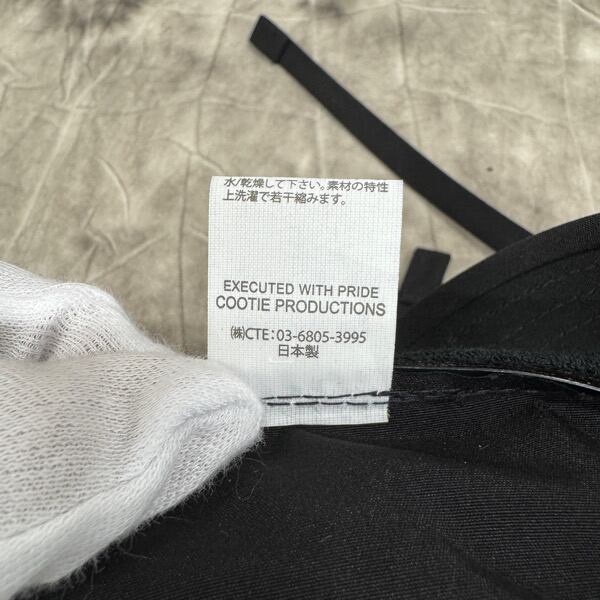 水/乾燥して下さい。素材の特性
上洗濯で若干縮みます。
EXECUTED WITH PRIDE
COOTIE PRODUCTIONS
㈱CTE：03-6805-3995
日本製